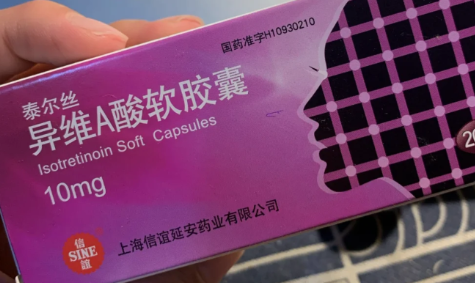 国药准字H10930210
泰尔丝
异维A酸软胶囊
Isotretinoin Soft Capsules
10mg
信
SINE
谊
上海信谊延安药业有限公司